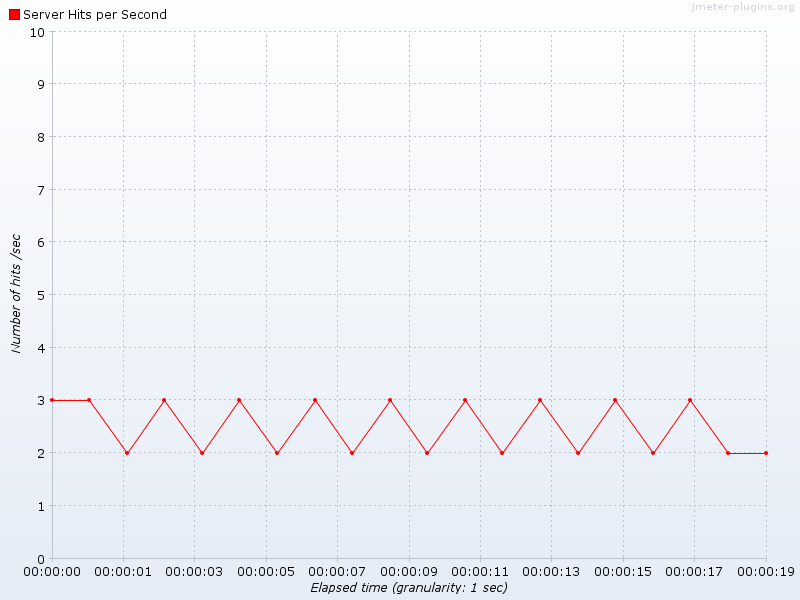 jmeter-plugins.org
Server Hits per Second
10
9
8
7
6
5
4
3
2
1
0
Number of hits /sec
00:00:00 00:00:01 00:00:03 00:00:05 00:00:07 00:00:09 00:00:11 00:00:13 00:00:15 00:00:17 00:00:19
Elapsed time (granularity: 1 sec)